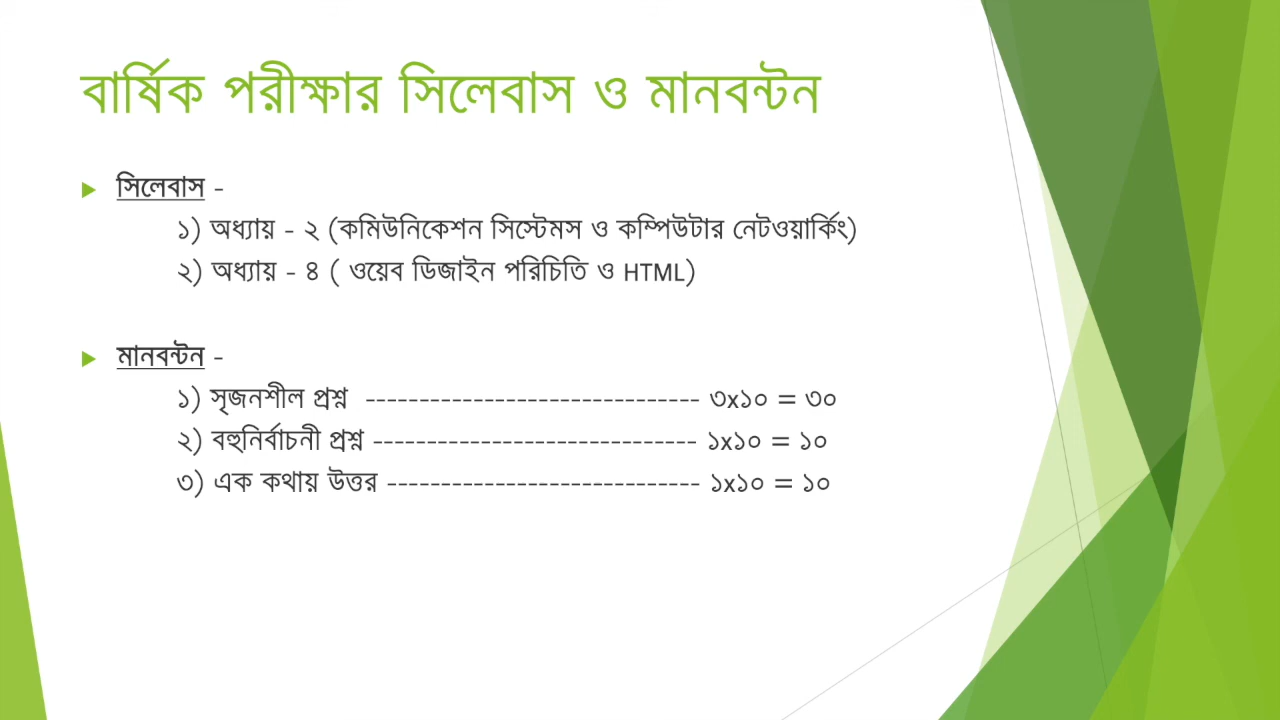 বার্ষিক পরীক্ষার সিলেবাস ও মানবন্টন
সিলেবাস -
১) অধ্যায় - ২ (কমিউনিকেশন সিস্টেমস ও কম্পিউটার নেটওয়ার্কিং)
২) অধ্যায় - ৪ ( ওয়েব ডিজাইন পরিচিতি ও HTML)
মানবন্টন -
১) সৃজনশীল প্রশ্ন ------------------------------- ৩x১০ = ৩০
২) বহুনির্বাচনী প্রশ্ন ------------------------------ ১x১০ = ১০
৩) এক কথায় উত্তর ----------------------------- ১x১০ = ১০